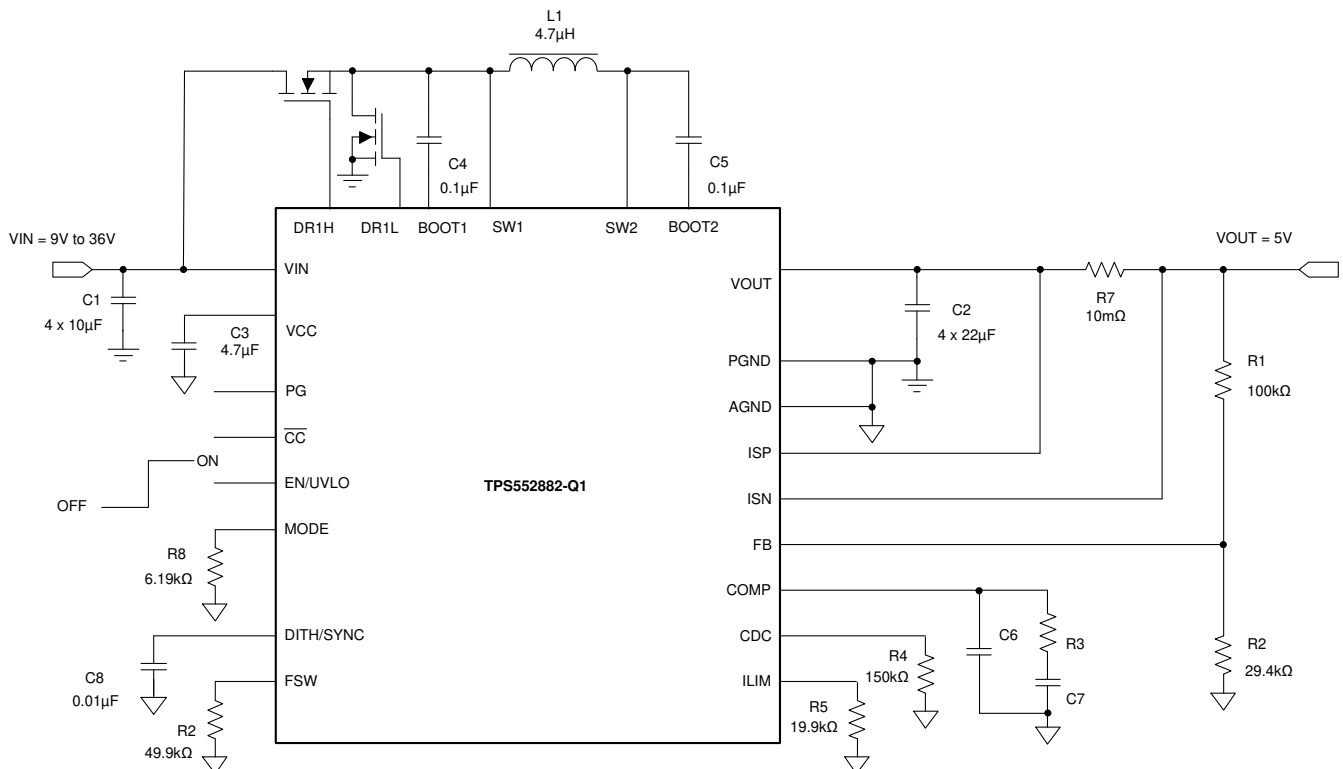 L1
4.7µH
C4
0.1µF
C5
0.1µF
DR1H
DR1L
BOOT1
SW1
SW2
BOOT2
VIN = 9V to 36V
VOUT = 5V
VIN
C1
4 x 10µF
C3
4.7µF
VCC
PG
CC
ON
OFF
EN/UVLO
MODE
R8
6.19kΩ
DITH/SYNC
C8
0.01µF
FSW
R2
49.9kΩ
TPS552882-Q1
VOUT
C2
4 x 22µF
R7
10mΩ
PGND
AGND
R1
100kΩ
ISP
ISN
FB
COMP
C6
R3
C7
CDC
R4
150kΩ
ILIM
R5
19.9kΩ
R2
29.4kΩ